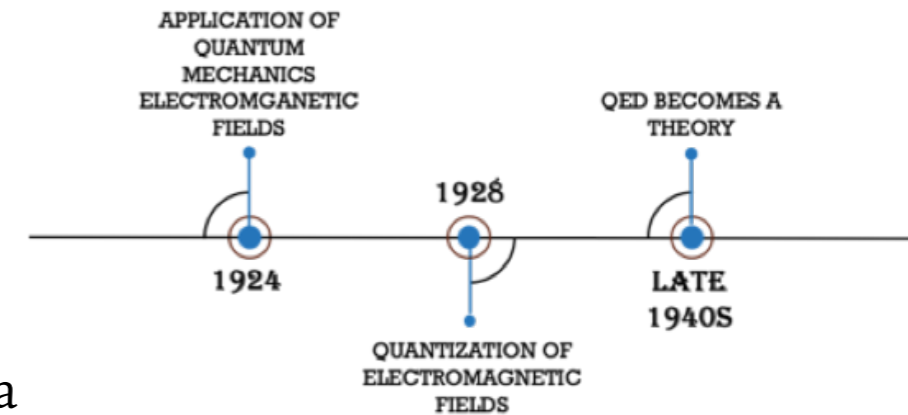 APPLICATION OF
QUANTUM
MECHANICS
ELECTROMGANETIC
FIELDS
1924
1928
QUANTIZATION OF
ELECTROMAGNETIC
FIELDS
QED BECOMES A
THEORY
LATE
1940S
a